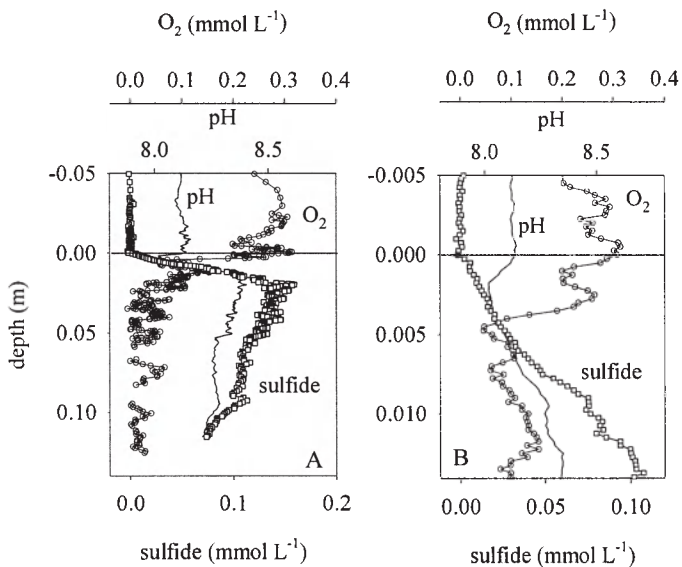 O2 (mmol L-1)
O2 (mmol L-1)
0.0 0.1 0.2 0.3 0.4
0.0 0.1 0.2 0.3 0.4
pH
pH
8.0 8.5
8.0 8.5
-0.05
0.00
0.05
0.10
depth (m)
pH
O2
sulfide
A
0.0 0.1 0.2
sulfide (mmol L-1)
-0.005
0.000
0.005
0.010
pH
O2
sulfide
B
0.00 0.05 0.10
sulfide (mmol L-1)